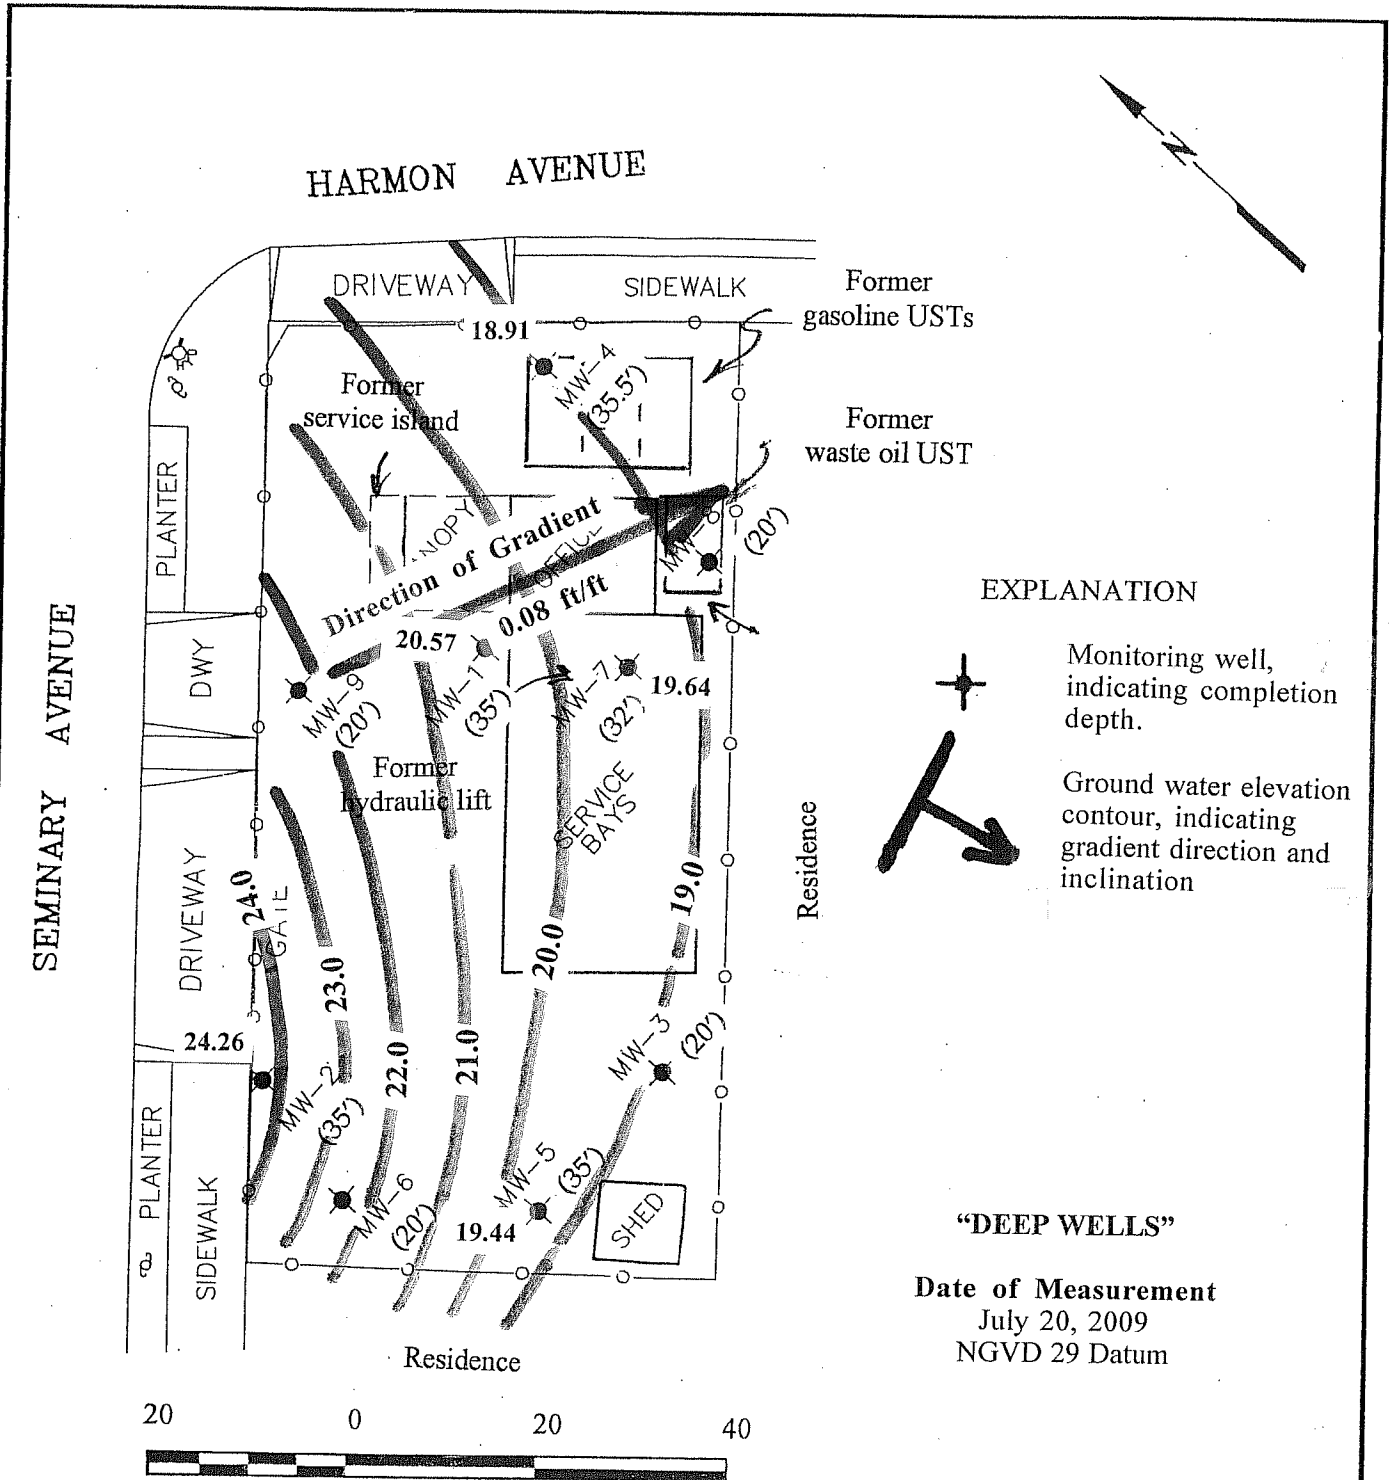 HARMON AVENUE
DRIVEWAY
SIDEWALK
Former
gasoline USTs
18.91
MW-4
(35.5')
Former
service island
Former
waste oil UST
PLANTER
OFFICE
(20')
Direction of Gradient
0.08 ft/ft
20.57
EXPLANATION
Monitoring well,
indicating completion
depth.
Ground water elevation
contour, indicating
gradient direction and
inclination
SEMINARY AVENUE
DWY
MW-9
(20')
MW-1
(35')
MW-7
(32')
19.64
Former
hydraulic lift
SERVICE
BAYS
Residence
DRIVEWAY
GATE
24.0
23.0
22.0
21.0
20.0
19.0
24.26
MW-2
(35')
MW-3
(20')
MW-6
(20')
MW-5
(35')
19.44
SHED
PLANTER
SIDEWALK
Residence
"DEEP WELLS"
Date of Measurement
July 20, 2009
NGVD 29 Datum
20 0 20 40
N